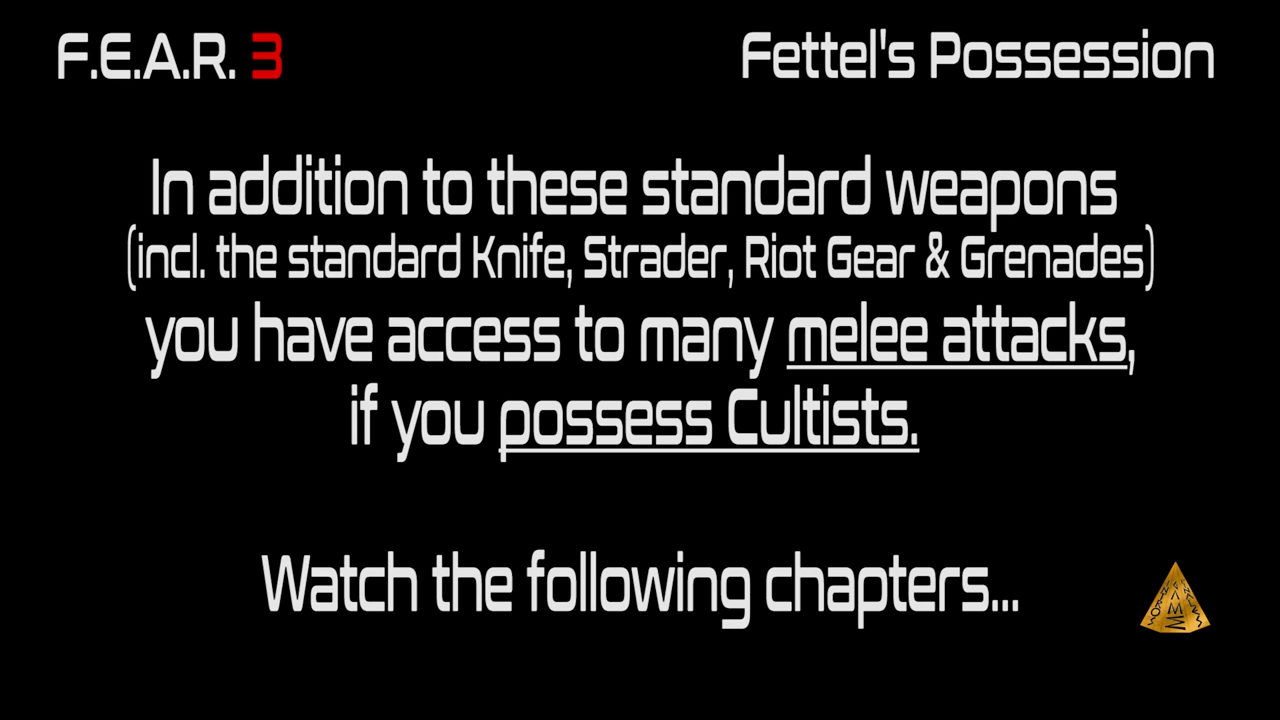 F.E.A.R. 3
Fettel's Possession
In addition to these standard weapons
(incl. the standard Knife, Strader, Riot Gear & Grenades)
you have access to many melee attacks,
if you possess Cultists.
Watch the following chapters...